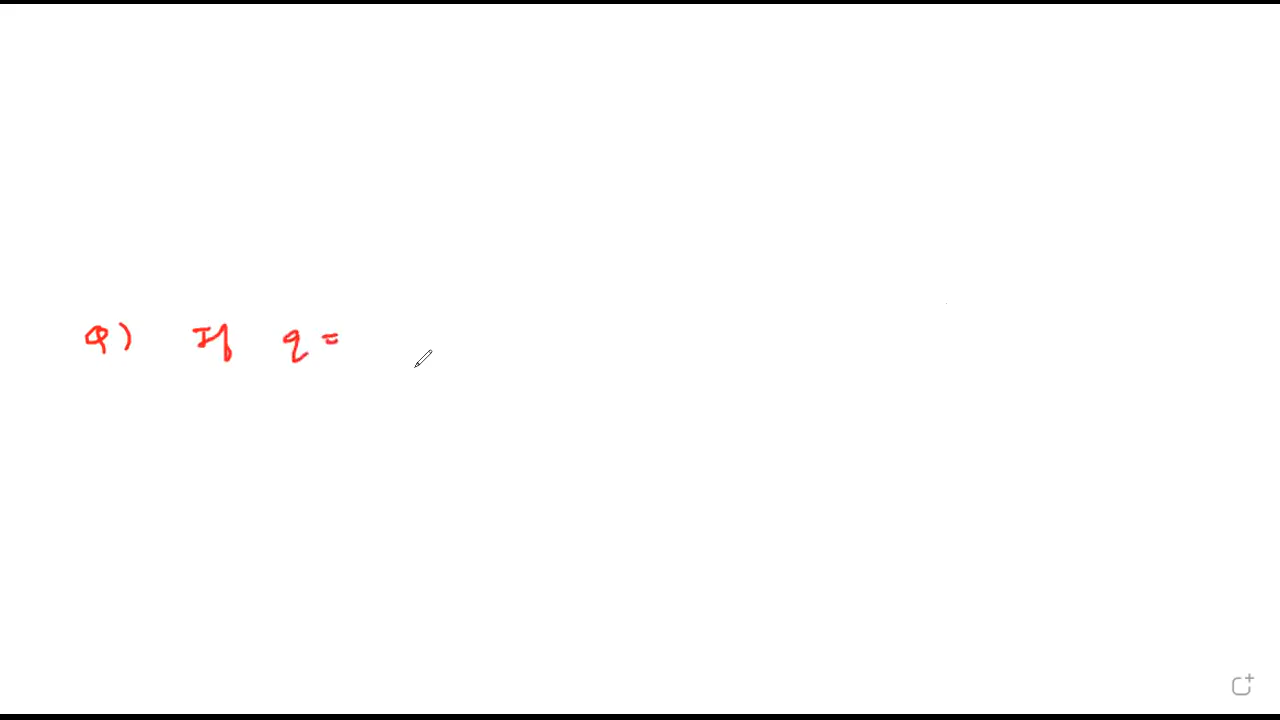 Q) If q =